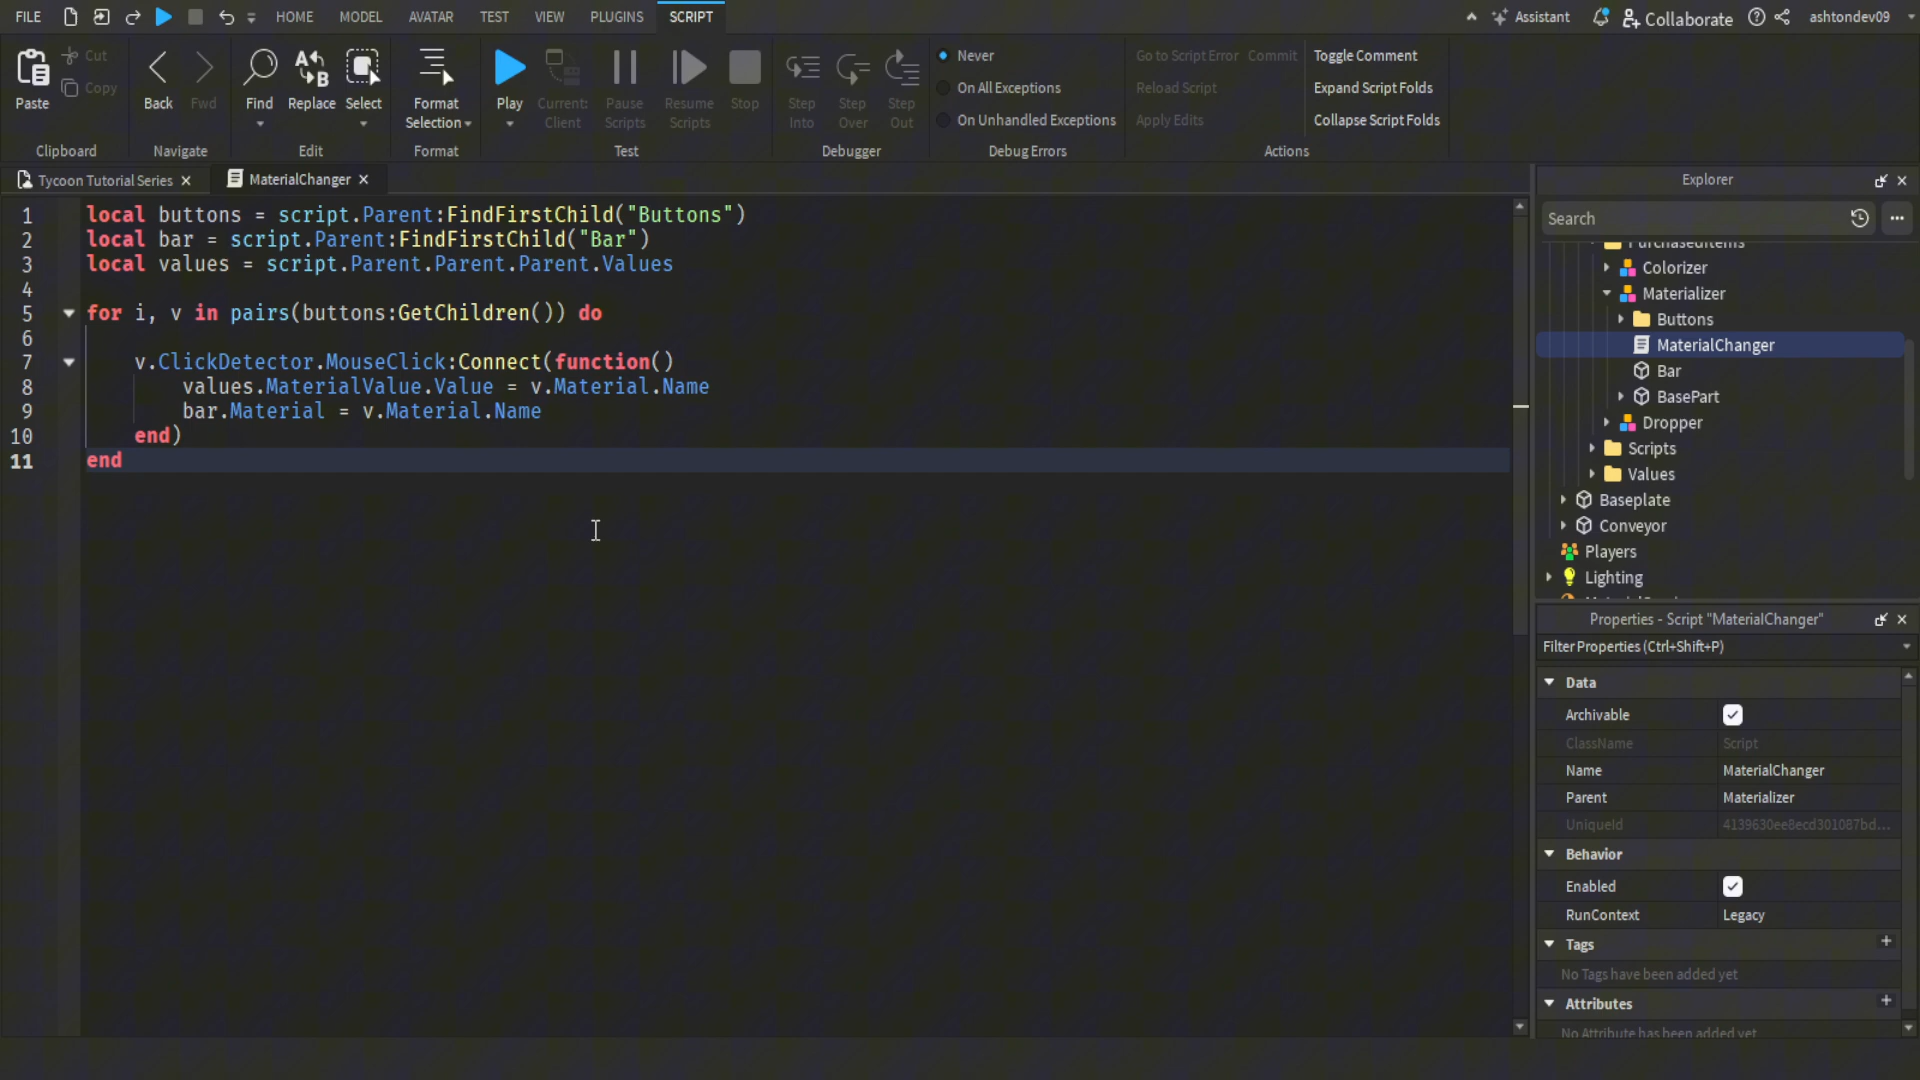 FILE HOME MODEL AVATAR TEST VIEW PLUGINS SCRIPT Assistant Collaborate ashtondev09
Paste Cut Copy Back Fwd Find Replace Select Format Selection Play Current: Client Pause Scripts Resume Scripts Stop Step Into Step Over Step Out
Never
On All Exceptions
On Unhandled Exceptions
Go to Script Error Commit
Reload Script
Apply Edits
Toggle Comment
Expand Script Folds
Collapse Script Folds
Clipboard Navigate Edit Format Test Debugger Debug Errors Actions
Tycoon Tutorial Series MaterialChanger
1 local buttons = script.Parent:FindFirstChild("Buttons")
2 local bar = script.Parent:FindFirstChild("Bar")
3 local values = script.Parent.Parent.Parent.Values
4
5 for i, v in pairs(buttons:GetChildren()) do
6
7 v.ClickDetector.MouseClick:Connect(function()
8 values.MaterialValue.Value = v.Material.Name
9 bar.Material = v.Material.Name
10 end)
11 end
Explorer
Search
PurchasedItems
Colorizer
Materializer
Buttons
MaterialChanger
Bar
BasePart
Dropper
Scripts
Values
Baseplate
Conveyor
Players
Lighting
Properties - Script "MaterialChanger"
Filter Properties (Ctrl+Shift+P)
Data
Archivable
ClassName Script
Name MaterialChanger
Parent Materializer
UniqueId 4139630ee8ecd301087bd...
Behavior
Enabled
RunContext Legacy
Tags
No Tags have been added yet
Attributes
No Attribute has been added yet